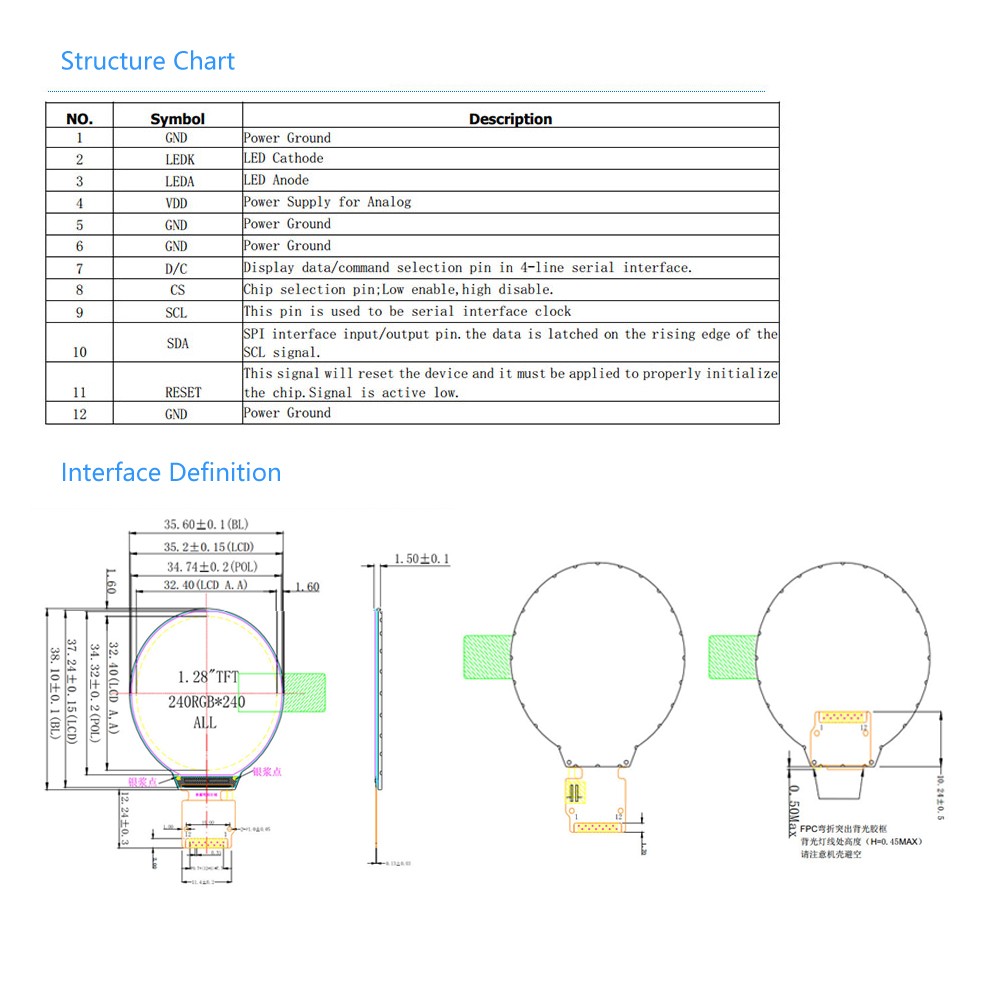 Structure Chart
NO. Symbol Description
1 GND Power Ground
2 LEDK LED Cathode
3 LEDA LED Anode
4 VDD Power Supply for Analog
5 GND Power Ground
6 GND Power Ground
7 D/C Display data/command selection pin in 4-line serial interface.
8 CS Chip selection pin;Low enable,high disable.
9 SCL This pin is used to be serial interface clock
10 SDA SPI interface input/output pin.the data is latched on the rising edge of the
SCL signal.
11 RESET This signal will reset the device and it must be applied to properly initialize
the chip.Signal is active low.
12 GND Power Ground
Interface Definition
35.60±0.1(BL)
35.2±0.15(LCD)
34.74±0.2(POL)
32.40(LCD A.A)
1.60
1.60
1.50±0.1
38.10±0.1(BL)
37.24±0.15(LCD)
34.32±0.2(POL)
32.40(LCD A.A)
1.28"TFT
240RGB*240
ALL
银浆点
银浆点
12.24±0.3
12
1
1
12
1
12
10.24±0.5
0.50Max
FPC弯折突出背光胶框
背光灯线处高度（H=0.45MAX）
请注意机壳避空